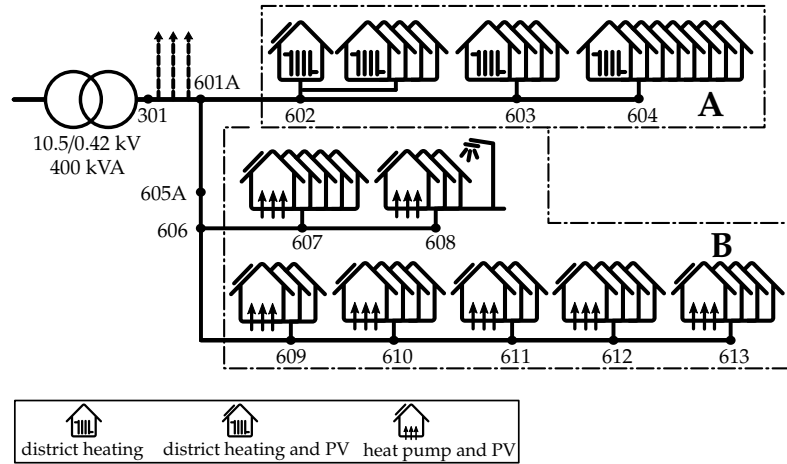 601A
301
602
603
604
A
10.5/0.42 kV
400 kVA
605A
606
607
608
B
609
610
611
612
613
district heating
district heating and PV
heat pump and PV